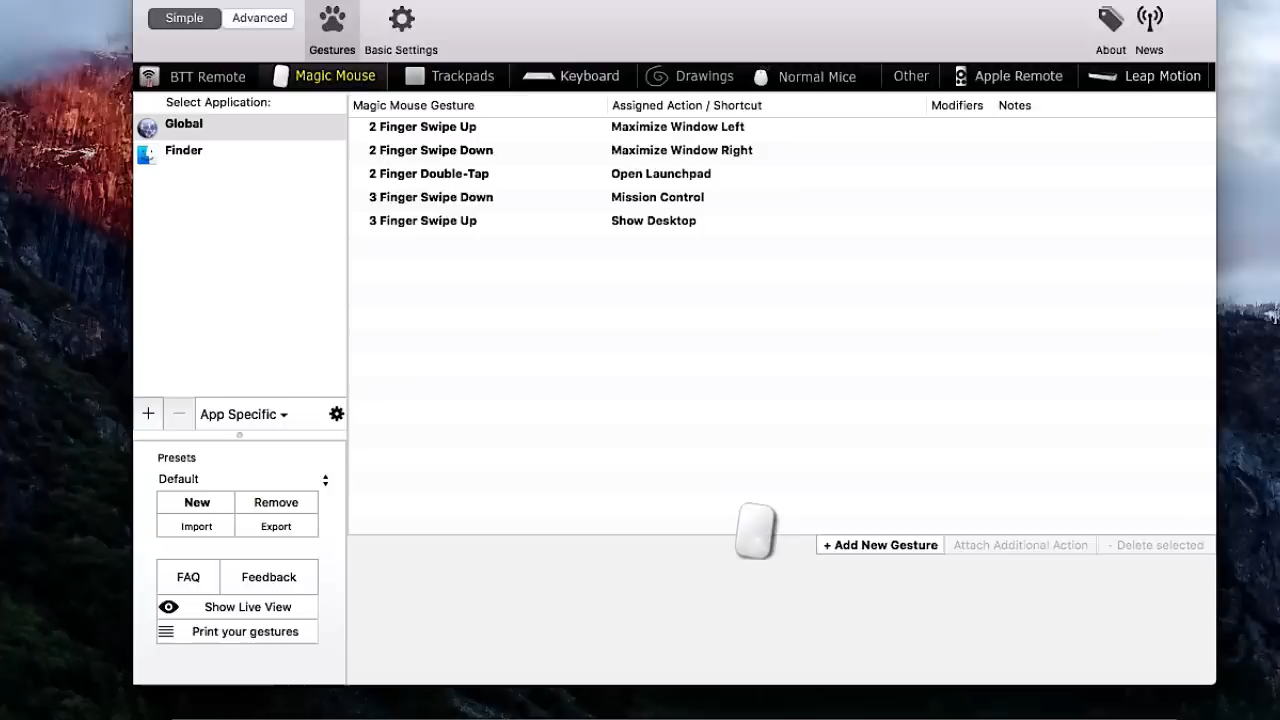 Simple Advanced
Gestures Basic Settings About News
BTT Remote Magic Mouse Trackpads Keyboard Drawings Normal Mice Other Apple Remote Leap Motion
Select Application:
Global
Finder
App Specific
Presets
Default
New Remove
Import Export
FAQ Feedback
Show Live View
Print your gestures
Magic Mouse Gesture Assigned Action / Shortcut Modifiers Notes
2 Finger Swipe Up Maximize Window Left
2 Finger Swipe Down Maximize Window Right
2 Finger Double-Tap Open Launchpad
3 Finger Swipe Down Mission Control
3 Finger Swipe Up Show Desktop
+ Add New Gesture Attach Additional Action - Delete selected